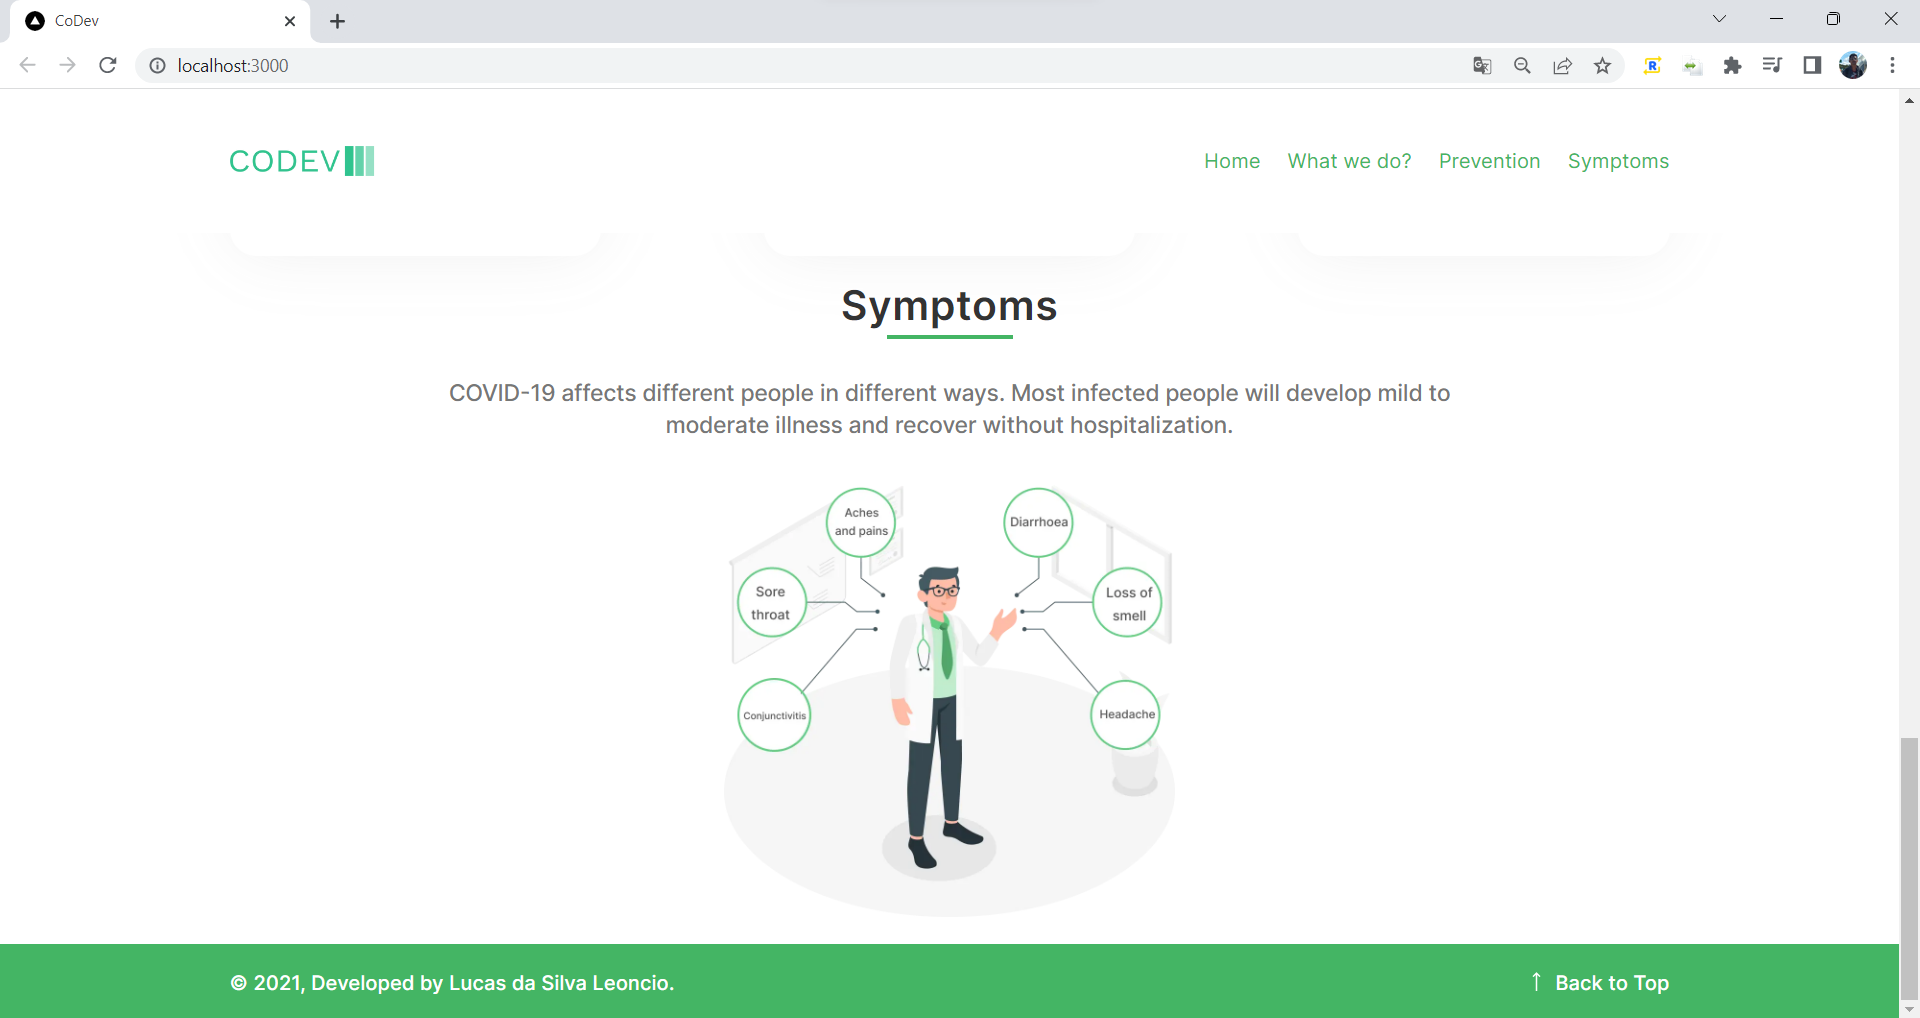 CoDev
localhost:3000
CODEV
Home What we do? Prevention Symptoms
Symptoms
COVID-19 affects different people in different ways. Most infected people will develop mild to
moderate illness and recover without hospitalization.
Aches
and pains
Diarrhoea
Sore
throat
Loss of
smell
Conjunctivitis
Headache
© 2021, Developed by Lucas da Silva Leoncio.
↑ Back to Top